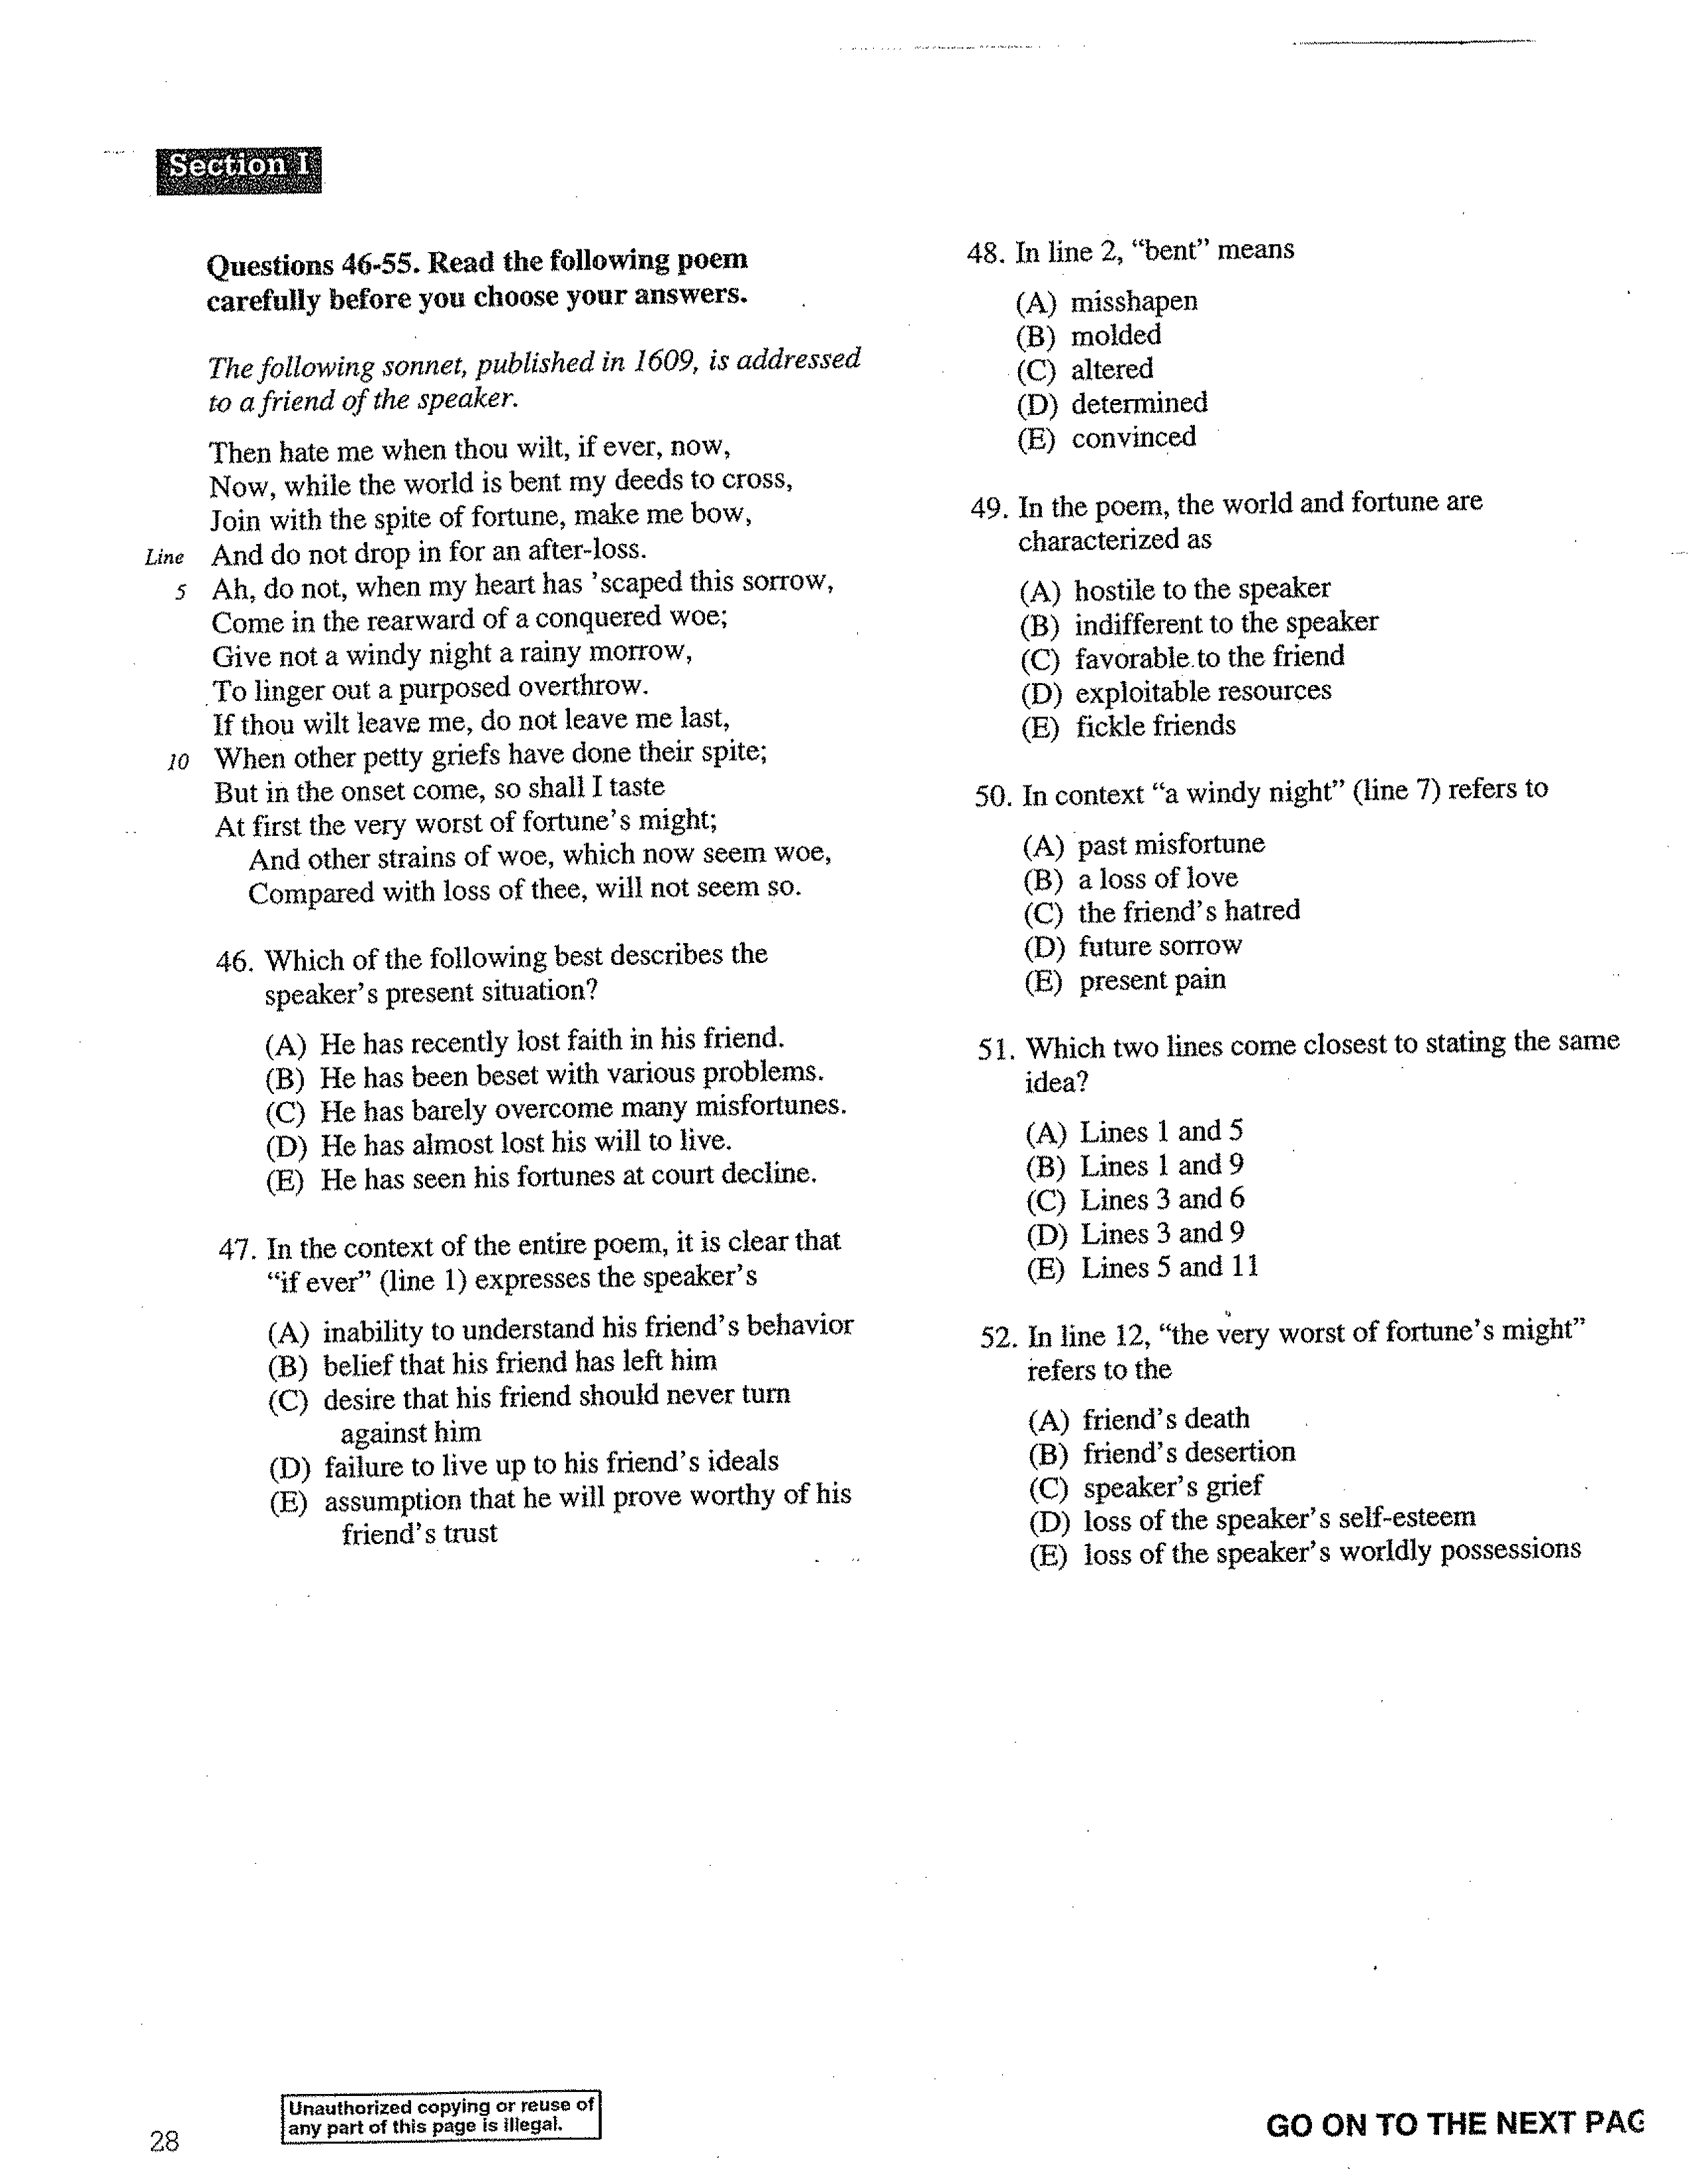 Section I
Questions 46-55. Read the following poem
carefully before you choose your answers.
The following sonnet, published in 1609, is addressed
to a friend of the speaker.
Then hate me when thou wilt, if ever, now,
Now, while the world is bent my deeds to cross,
Join with the spite of fortune, make me bow,
Line And do not drop in for an after-loss.
5 Ah, do not, when my heart has 'scaped this sorrow,
Come in the rearward of a conquered woe;
Give not a windy night a rainy morrow,
To linger out a purposed overthrow.
If thou wilt leave me, do not leave me last,
10 When other petty griefs have done their spite;
But in the onset come, so shall I taste
At first the very worst of fortune's might;
And other strains of woe, which now seem woe,
Compared with loss of thee, will not seem so.
46. Which of the following best describes the
speaker's present situation?
(A) He has recently lost faith in his friend.
(B) He has been beset with various problems.
(C) He has barely overcome many misfortunes.
(D) He has almost lost his will to live.
(E) He has seen his fortunes at court decline.
47. In the context of the entire poem, it is clear that
"if ever" (line 1) expresses the speaker's
(A) inability to understand his friend's behavior
(B) belief that his friend has left him
(C) desire that his friend should never turn
against him
(D) failure to live up to his friend's ideals
(E) assumption that he will prove worthy of his
friend's trust
48. In line 2, "bent" means
(A) misshapen
(B) molded
(C) altered
(D) determined
(E) convinced
49. In the poem, the world and fortune are
characterized as
(A) hostile to the speaker
(B) indifferent to the speaker
(C) favorable to the friend
(D) exploitable resources
(E) fickle friends
50. In context "a windy night" (line 7) refers to
(A) past misfortune
(B) a loss of love
(C) the friend's hatred
(D) future sorrow
(E) present pain
51. Which two lines come closest to stating the same
idea?
(A) Lines 1 and 5
(B) Lines 1 and 9
(C) Lines 3 and 6
(D) Lines 3 and 9
(E) Lines 5 and 11
52. In line 12, "the very worst of fortune's might"
refers to the
(A) friend's death
(B) friend's desertion
(C) speaker's grief
(D) loss of the speaker's self-esteem
(E) loss of the speaker's worldly possessions
28
Unauthorized copying or reuse of
any part of this page is illegal.
GO ON TO THE NEXT PAG